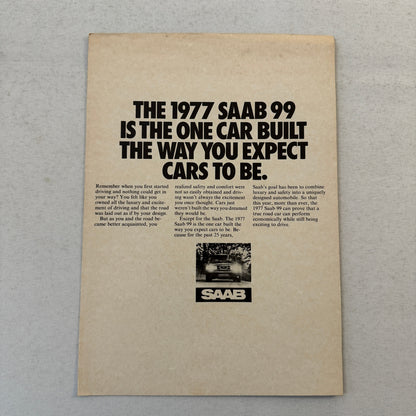 THE 1977 SAAB 99
IS THE ONE CAR BUILT
THE WAY YOU EXPECT
CARS TO BE.
Remember when you first started
driving and nothing could get in
your way? You felt like you
owned all the luxury and excite-
ment of driving and that the road
was laid out as if by your design.
But as you and the road be-
came better acquainted, you
realized safety and comfort were
not so easily obtained and driv-
ing wasn't always the excitement
you once thought. Cars just
weren't built the way you dreamed
they would be.
Except for the Saab. The 1977
Saab 99 is the one car built the
way you expect cars to be. Be-
cause for the past 25 years,
Saab's goal has been to combine
luxury and safety into a uniquely
designed automobile. So that
this year, more than ever, the
1977 Saab 99 can prove that a
true road car can perform
economically while still being
exciting to drive.
SAAB